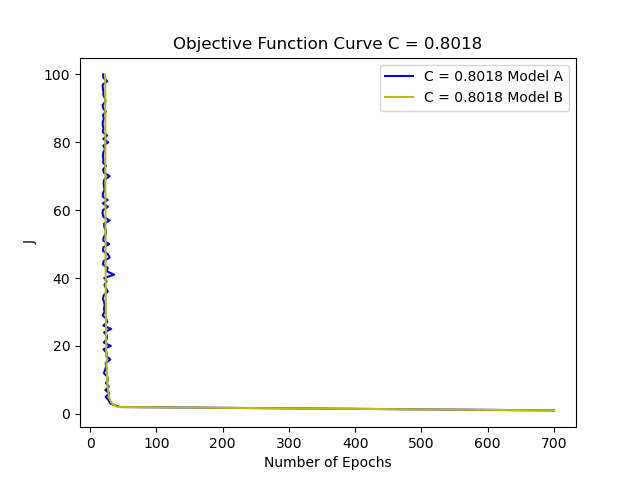 Objective Function Curve C = 0.8018
C = 0.8018 Model A
C = 0.8018 Model B
100
80
60
40
20
0
J
0 100 200 300 400 500 600 700
Number of Epochs